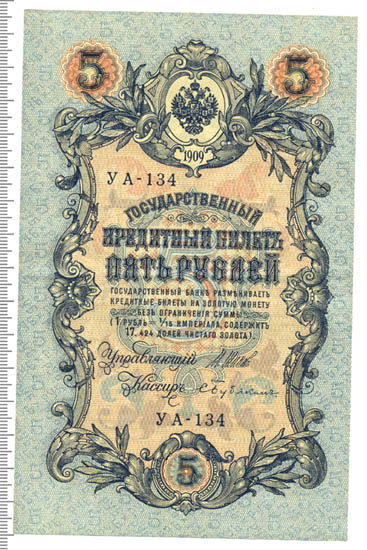 5 5
1909
УА-134
ГОСУДАРСТВЕННЫЙ
КРЕДИТНЫЙ БИЛЕТЪ
ПЯТЬ РУБЛЕЙ
ГОСУДАРСТВЕННЫЙ БАНКЪ РАЗМѢНИВАЕТЪ
КРЕДИТНЫЕ БИЛЕТЫ НА ЗОЛОТУЮ МОНЕТУ
БЕЗЪ ОГРАНИЧЕНІЯ СУММЫ
(1 РУБЛЬ = 1/15 ИМПЕРІАЛА, СОДЕРЖИТЪ
17,424 ДОЛЕЙ ЧИСТАГО ЗОЛОТА).
Управляющій
Кассиръ
УА-134
5